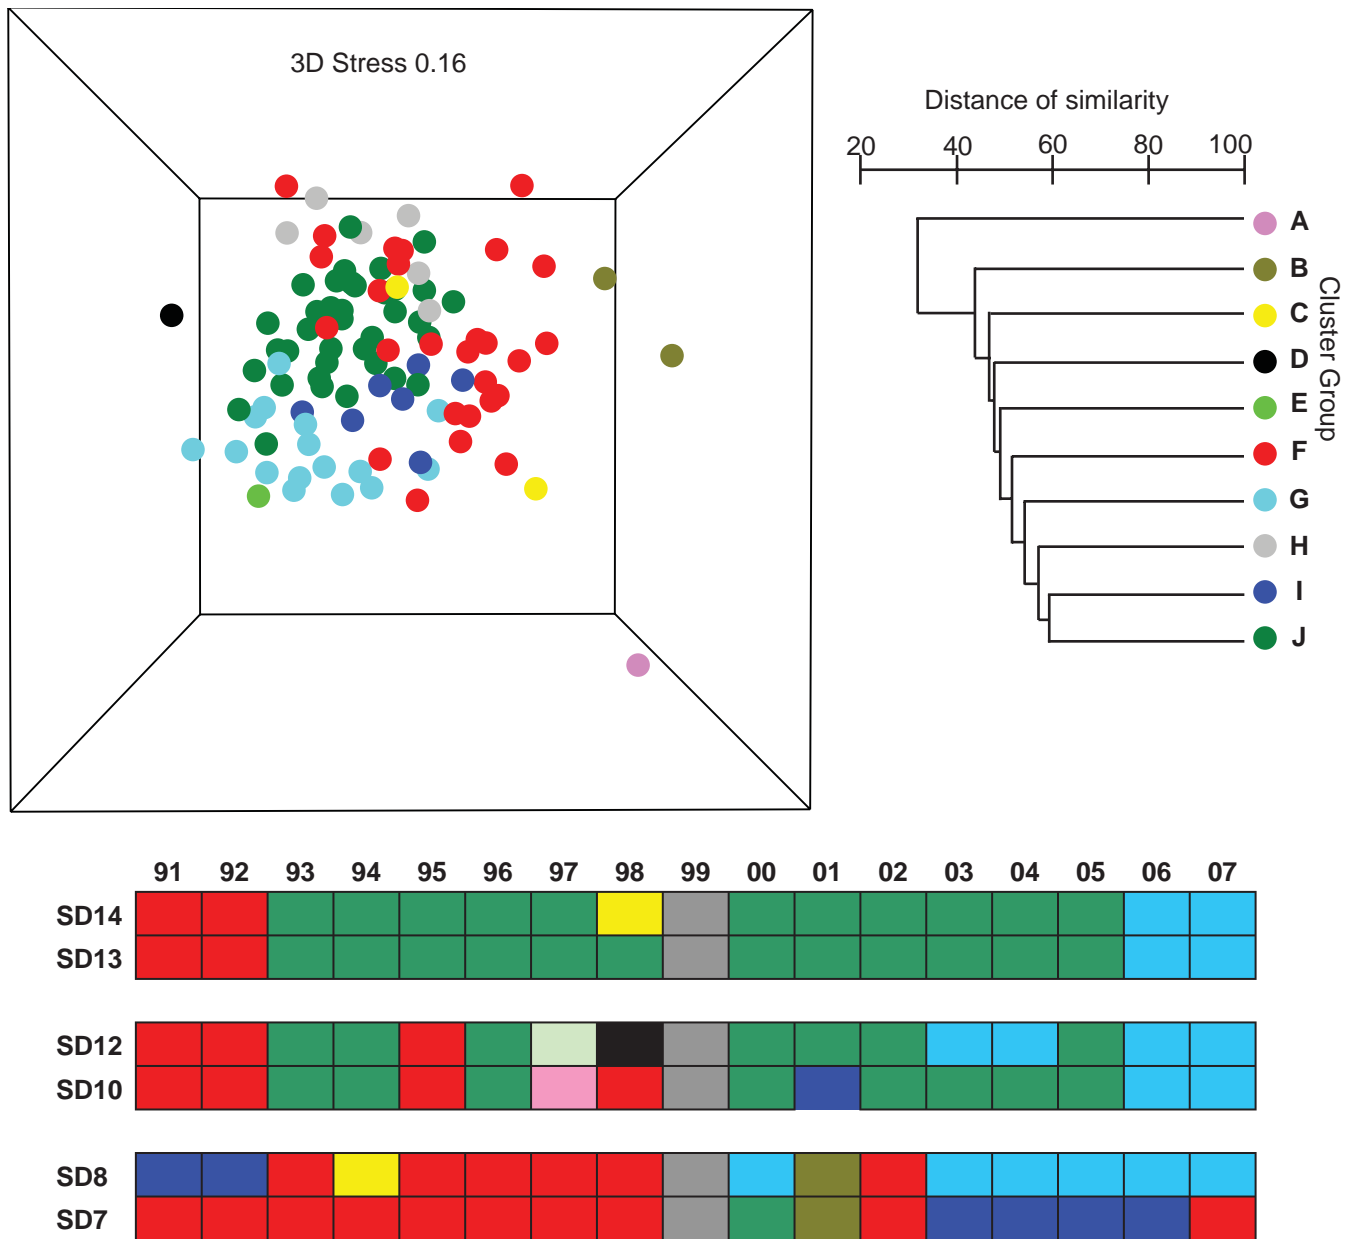 3D Stress 0.16
Distance of similarity
20 40 60 80 100
A
B
C
D
E
F
G
H
I
J
Cluster Group
91 92 93 94 95 96 97 98 99 00 01 02 03 04 05 06 07
SD14
SD13
SD12
SD10
SD8
SD7